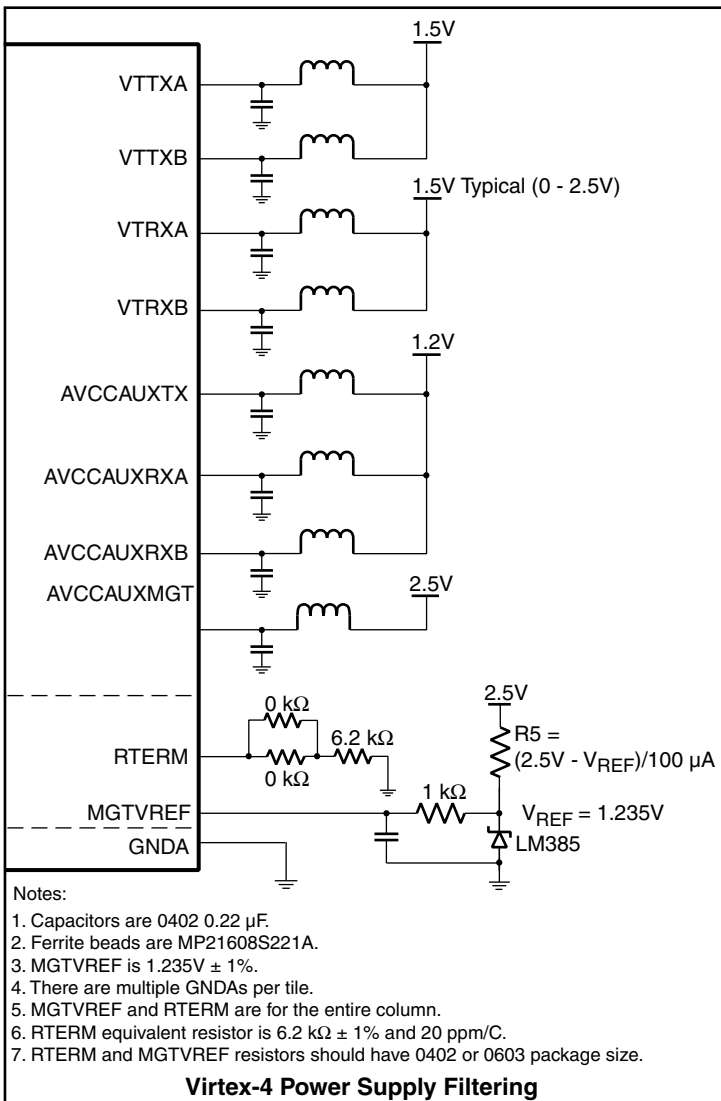 1.5V
VTTXA
VTTXB
1.5V Typical (0 - 2.5V)
VTRXA
VTRXB
1.2V
AVCCAUXTX
AVCCAUXRXA
AVCCAUXRXB
AVCCAUXMGT
2.5V
2.5V
0 kΩ
R5 =
(2.5V - VREF)/100 µA
6.2 kΩ
RTERM
0 kΩ
1 kΩ
MGTVREF
VREF = 1.235V
LM385
GNDA
Notes:
1. Capacitors are 0402 0.22 µF.
2. Ferrite beads are MP21608S221A.
3. MGTVREF is 1.235V ± 1%.
4. There are multiple GNDAs per tile.
5. MGTVREF and RTERM are for the entire column.
6. RTERM equivalent resistor is 6.2 kΩ ± 1% and 20 ppm/C.
7. RTERM and MGTVREF resistors should have 0402 or 0603 package size.
Virtex-4 Power Supply Filtering